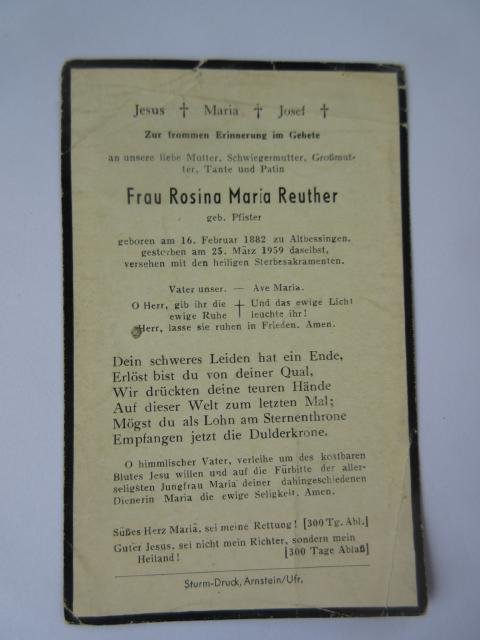 Jesus † Maria † Josef †
Zur frommen Erinnerung im Gebete
an unsere liebe Mutter, Schwiegermutter, Großmut-
ter, Tante und Patin
Frau Rosina Maria Reuther
geb. Pfister
geboren am 16. Februar 1882 zu Altbessingen,
gestorben am 25. März 1959 daselbst,
versehen mit den heiligen Sterbesakramenten.
Vater unser. — Ave Maria.
O Herr, gib ihr die † Und das ewige Licht
ewige Ruhe leuchte ihr!
Herr, lasse sie ruhen in Frieden. Amen.
Dein schweres Leiden hat ein Ende,
Erlöst bist du von deiner Qual,
Wir drückten deine teuren Hände
Auf dieser Welt zum letzten Mal;
Mögst du als Lohn am Sternenthrone
Empfangen jetzt die Dulderkrone.
O himmlischer Vater, verleihe um des kostbaren
Blutes Jesu willen und auf die Fürbitte der aller-
seligsten Jungfrau Maria deiner dahingeschiedenen
Dienerin Maria die ewige Seligkeit. Amen.
Süßes Herz Mariä, sei meine Rettung! [300 Tg. Abl.]
Guter Jesus, sei nicht mein Richter, sondern mein
Heiland! [300 Tage Ablaß]
Sturm-Druck, Arnstein/Ufr.